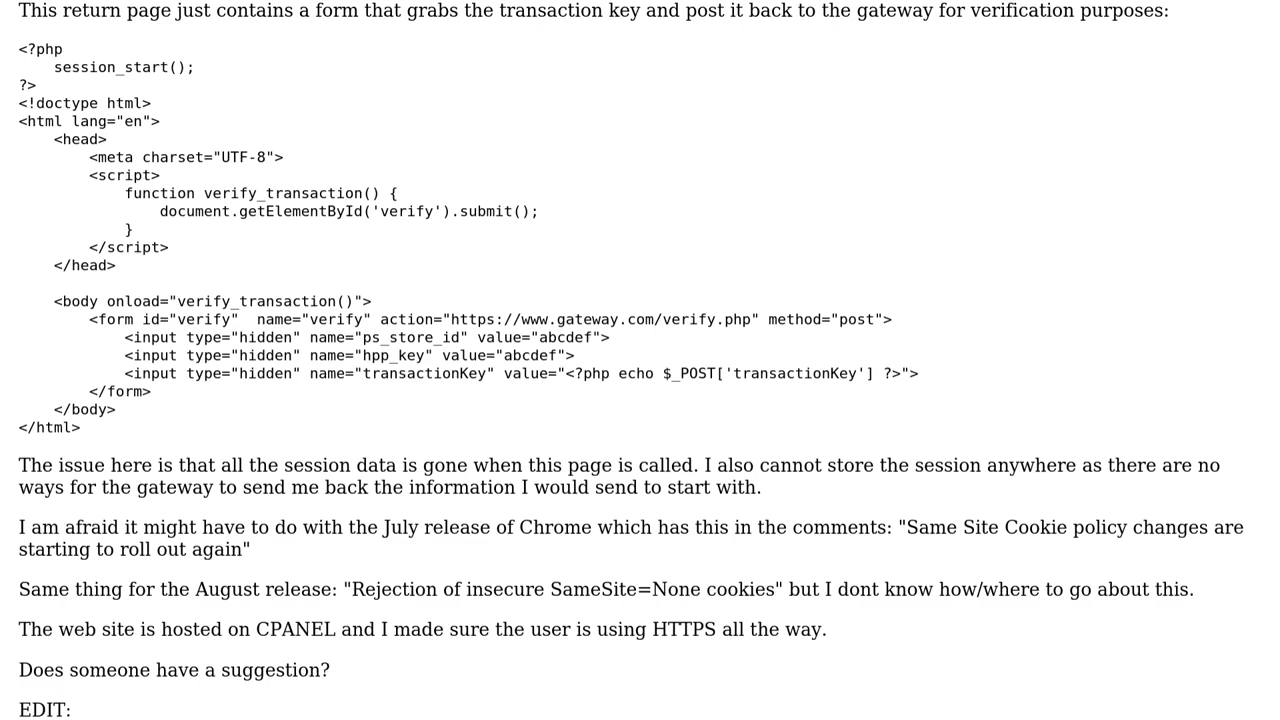 This return page just contains a form that grabs the transaction key and post it back to the gateway for verification purposes:
<?php
    session_start();
?>
<!doctype html>
<html lang="en">
    <head>
        <meta charset="UTF-8">
        <script>
            function verify_transaction() {
                document.getElementById('verify').submit();
            }
        </script>
    </head>
    <body onload="verify_transaction()">
        <form id="verify"  name="verify" action="https://www.gateway.com/verify.php" method="post">
            <input type="hidden" name="ps_store_id" value="abcdef">
            <input type="hidden" name="hpp_key" value="abcdef">
            <input type="hidden" name="transactionKey" value="<?php echo $_POST['transactionKey'] ?>">
        </form>
    </body>
</html>
The issue here is that all the session data is gone when this page is called. I also cannot store the session anywhere as there are no
ways for the gateway to send me back the information I would send to start with.
I am afraid it might have to do with the July release of Chrome which has this in the comments: "Same Site Cookie policy changes are
starting to roll out again"
Same thing for the August release: "Rejection of insecure SameSite=None cookies" but I dont know how/where to go about this.
The web site is hosted on CPANEL and I made sure the user is using HTTPS all the way.
Does someone have a suggestion?
EDIT: